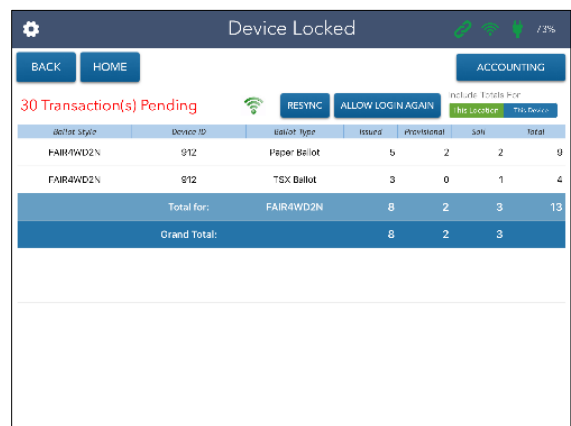 Device Locked 73%
BACK HOME ACCOUNTING
Include Totals For
30 Transaction(s) Pending RESYNC ALLOW LOGIN AGAIN This Location This Device
Ballot Style Device ID Ballot Type Issued Provisional Total
FAIR4WD2N 912 Paper Ballot 5 2 2 9
FAIR4WD2N 912 TSX Ballot 3 0 1 4
Total for: FAIR4WD2N 8 2 3 13
Grand Total: 8 2 3